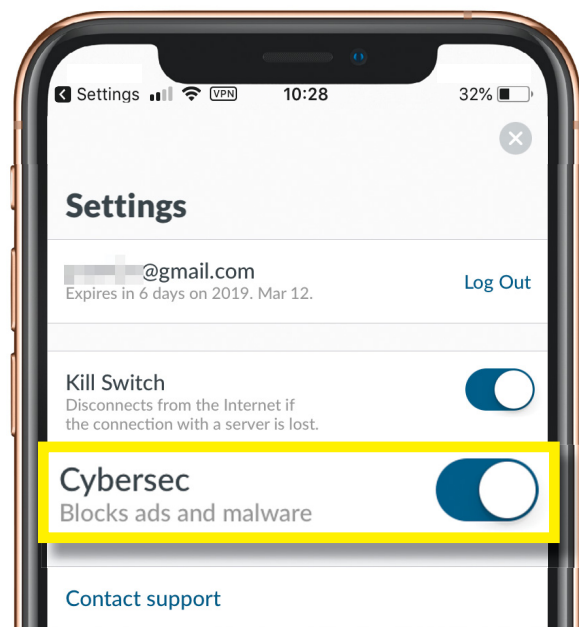 Settings VPN 10:28 32%
Settings
@gmail.com
Expires in 6 days on 2019. Mar 12.
Log Out
Kill Switch
Disconnects from the Internet if
the connection with a server is lost.
Cybersec
Blocks ads and malware
Contact support